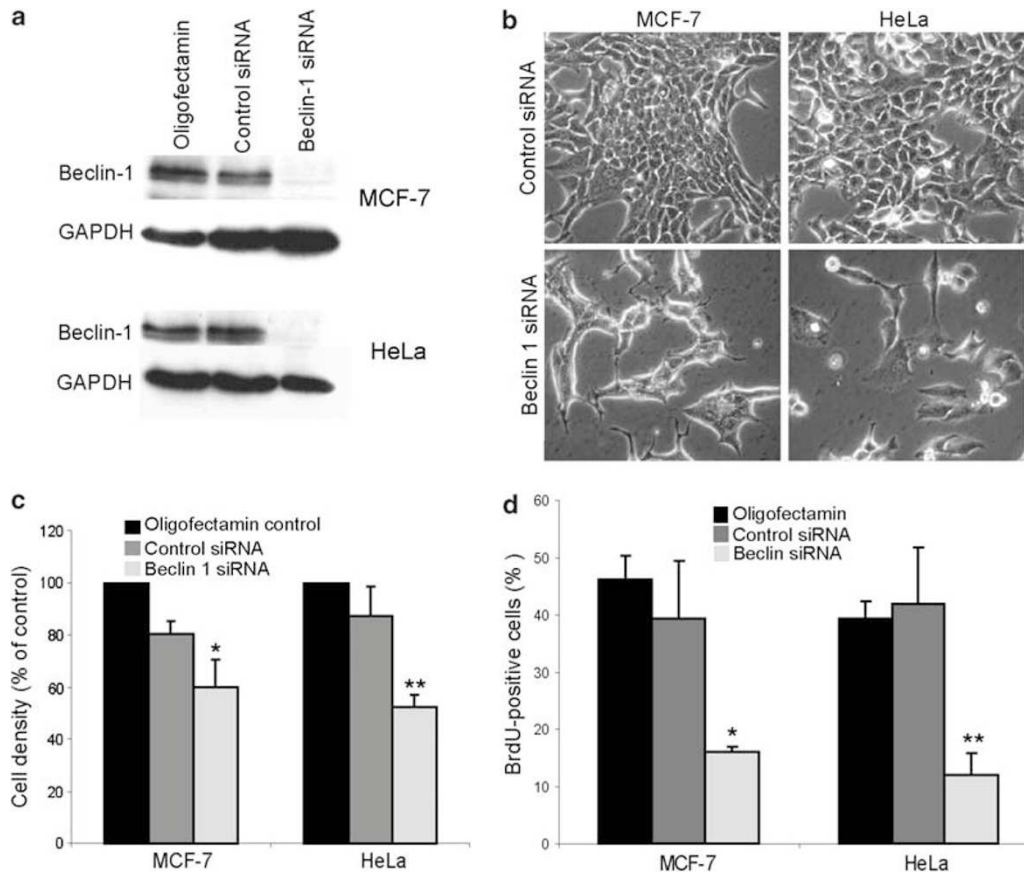 a
Oligofectamin
Control siRNA
Beclin-1 siRNA
Beclin-1
MCF-7
GAPDH
Beclin-1
HeLa
GAPDH
b
MCF-7
HeLa
Control siRNA
Beclin 1 siRNA
c
Oligofectamin control
Control siRNA
Beclin 1 siRNA
Cell density (% of control)
120
100
80
60
40
20
0
*
**
MCF-7
HeLa
d
Oligofectamin
Control siRNA
Beclin siRNA
BrdU-positive cells (% )
60
50
40
30
20
10
0
*
**
MCF-7
HeLa